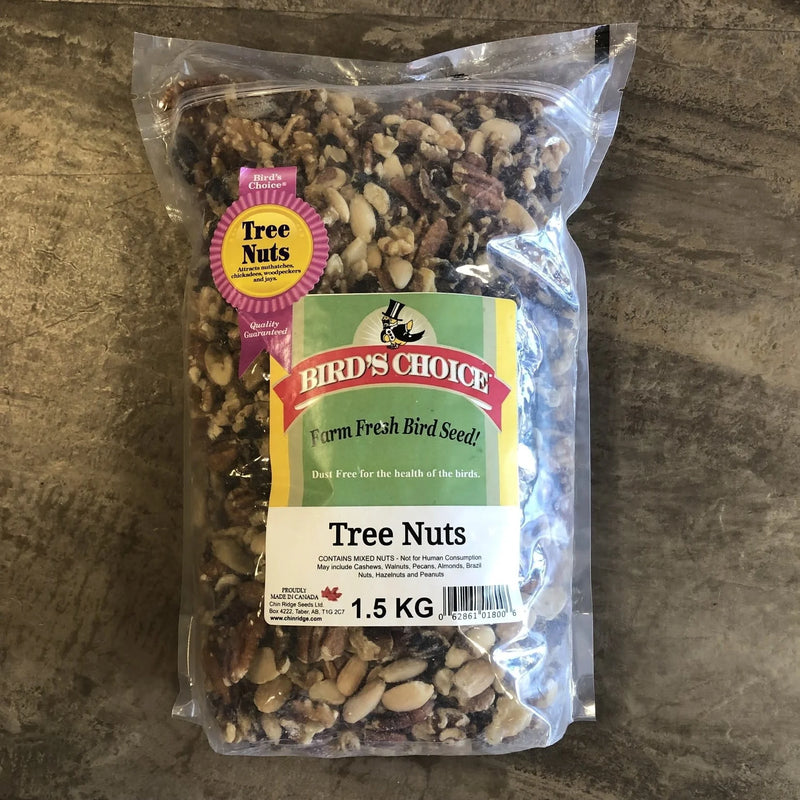 Bird's
Choice®
Tree
Nuts
Attracts nuthatches,
chickadees, woodpeckers
and jays.
Quality
Guaranteed
BIRD'S CHOICE™
Farm Fresh Bird Seed!
Dust Free for the health of the birds.
Tree Nuts
CONTAINS MIXED NUTS - Not for Human Consumption
May include Cashews, Walnuts, Pecans, Almonds, Brazil
Nuts, Hazelnuts and Peanuts
PROUDLY
MADE IN CANADA
Chin Ridge Seeds Ltd.
Box 4222, Taber, AB, T1G 2C7
www.chinridge.com
1.5 KG
0 62861 01800 6